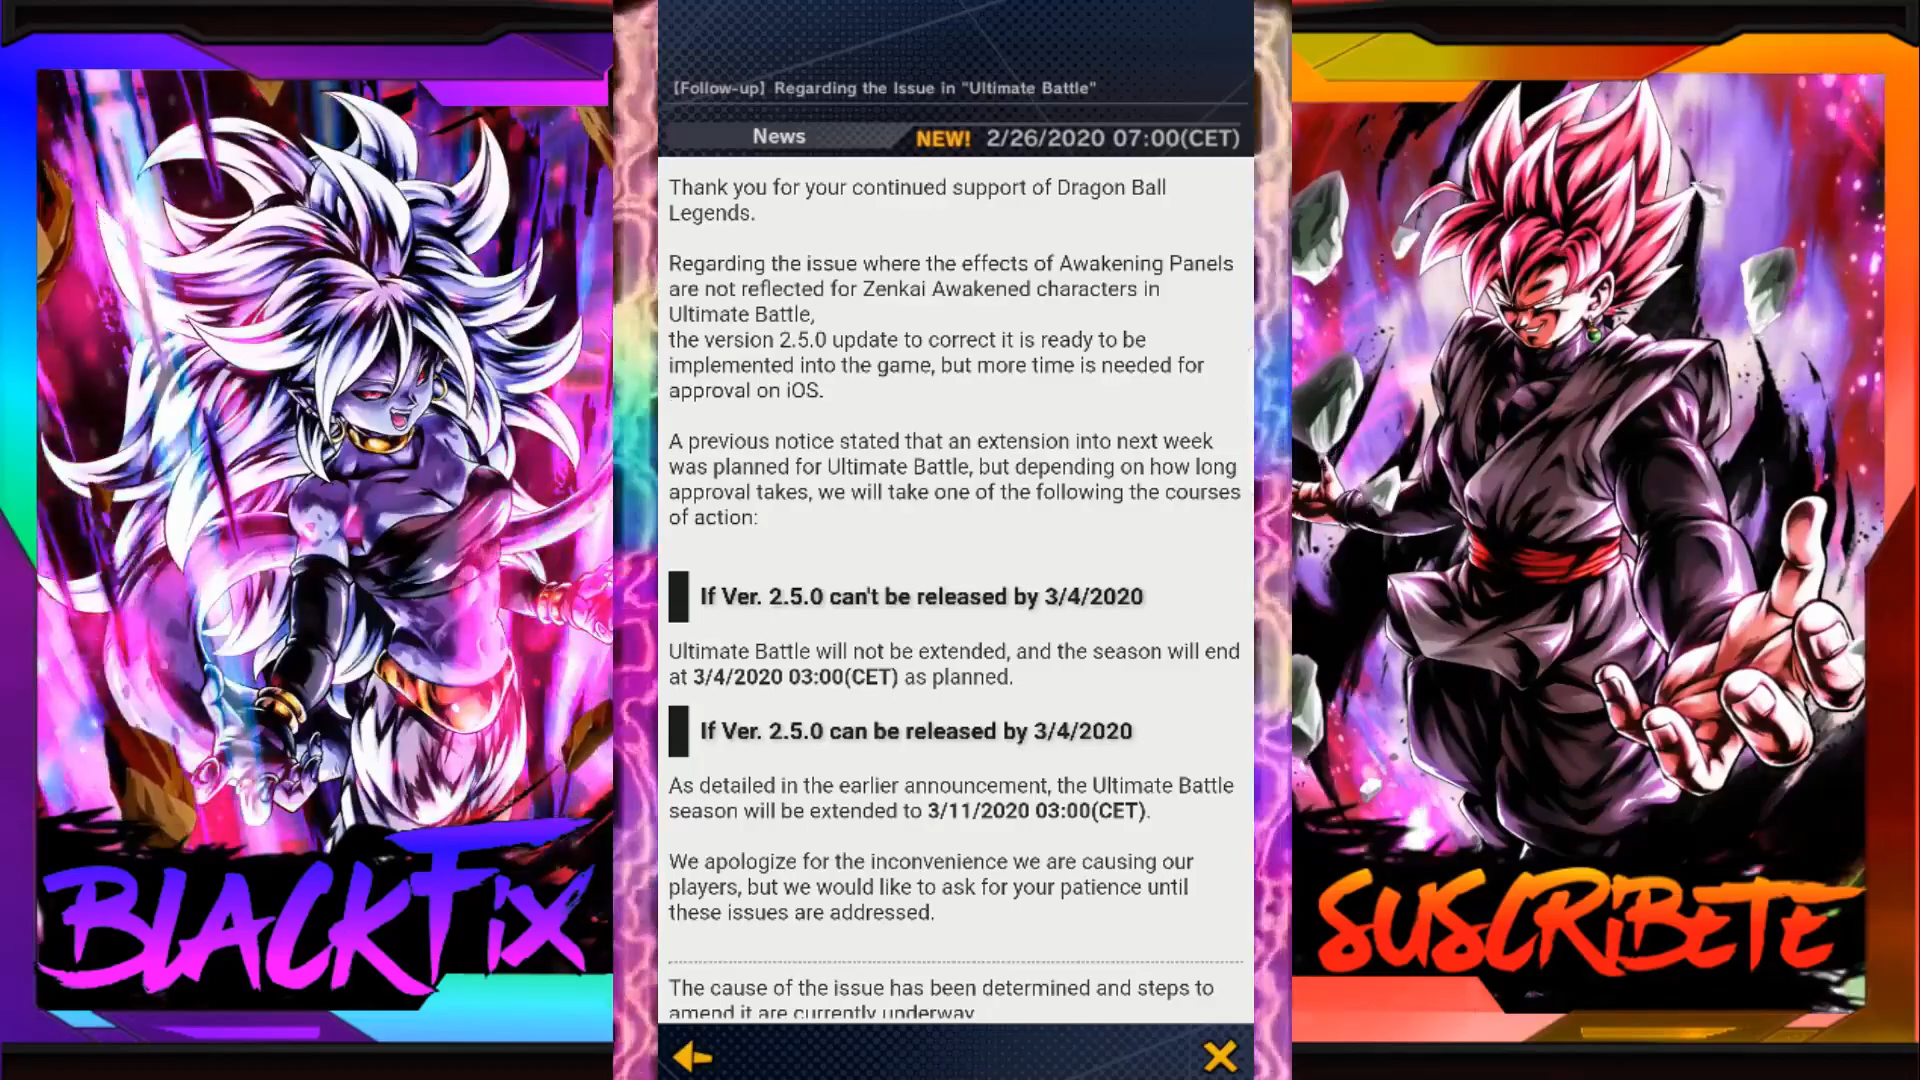 【Follow-up】Regarding the Issue in "Ultimate Battle"
News NEW! 2/26/2020 07:00(CET)
Thank you for your continued support of Dragon Ball
Legends.
Regarding the issue where the effects of Awakening Panels
are not reflected for Zenkai Awakened characters in
Ultimate Battle,
the version 2.5.0 update to correct it is ready to be
implemented into the game, but more time is needed for
approval on iOS.
A previous notice stated that an extension into next week
was planned for Ultimate Battle, but depending on how long
approval takes, we will take one of the following the courses
of action:
If Ver. 2.5.0 can't be released by 3/4/2020
Ultimate Battle will not be extended, and the season will end
at 3/4/2020 03:00(CET) as planned.
If Ver. 2.5.0 can be released by 3/4/2020
As detailed in the earlier announcement, the Ultimate Battle
season will be extended to 3/11/2020 03:00(CET).
We apologize for the inconvenience we are causing our
players, but we would like to ask for your patience until
these issues are addressed.
The cause of the issue has been determined and steps to
amend it are currently underway
BLACKFiX
SUSCRiBETE